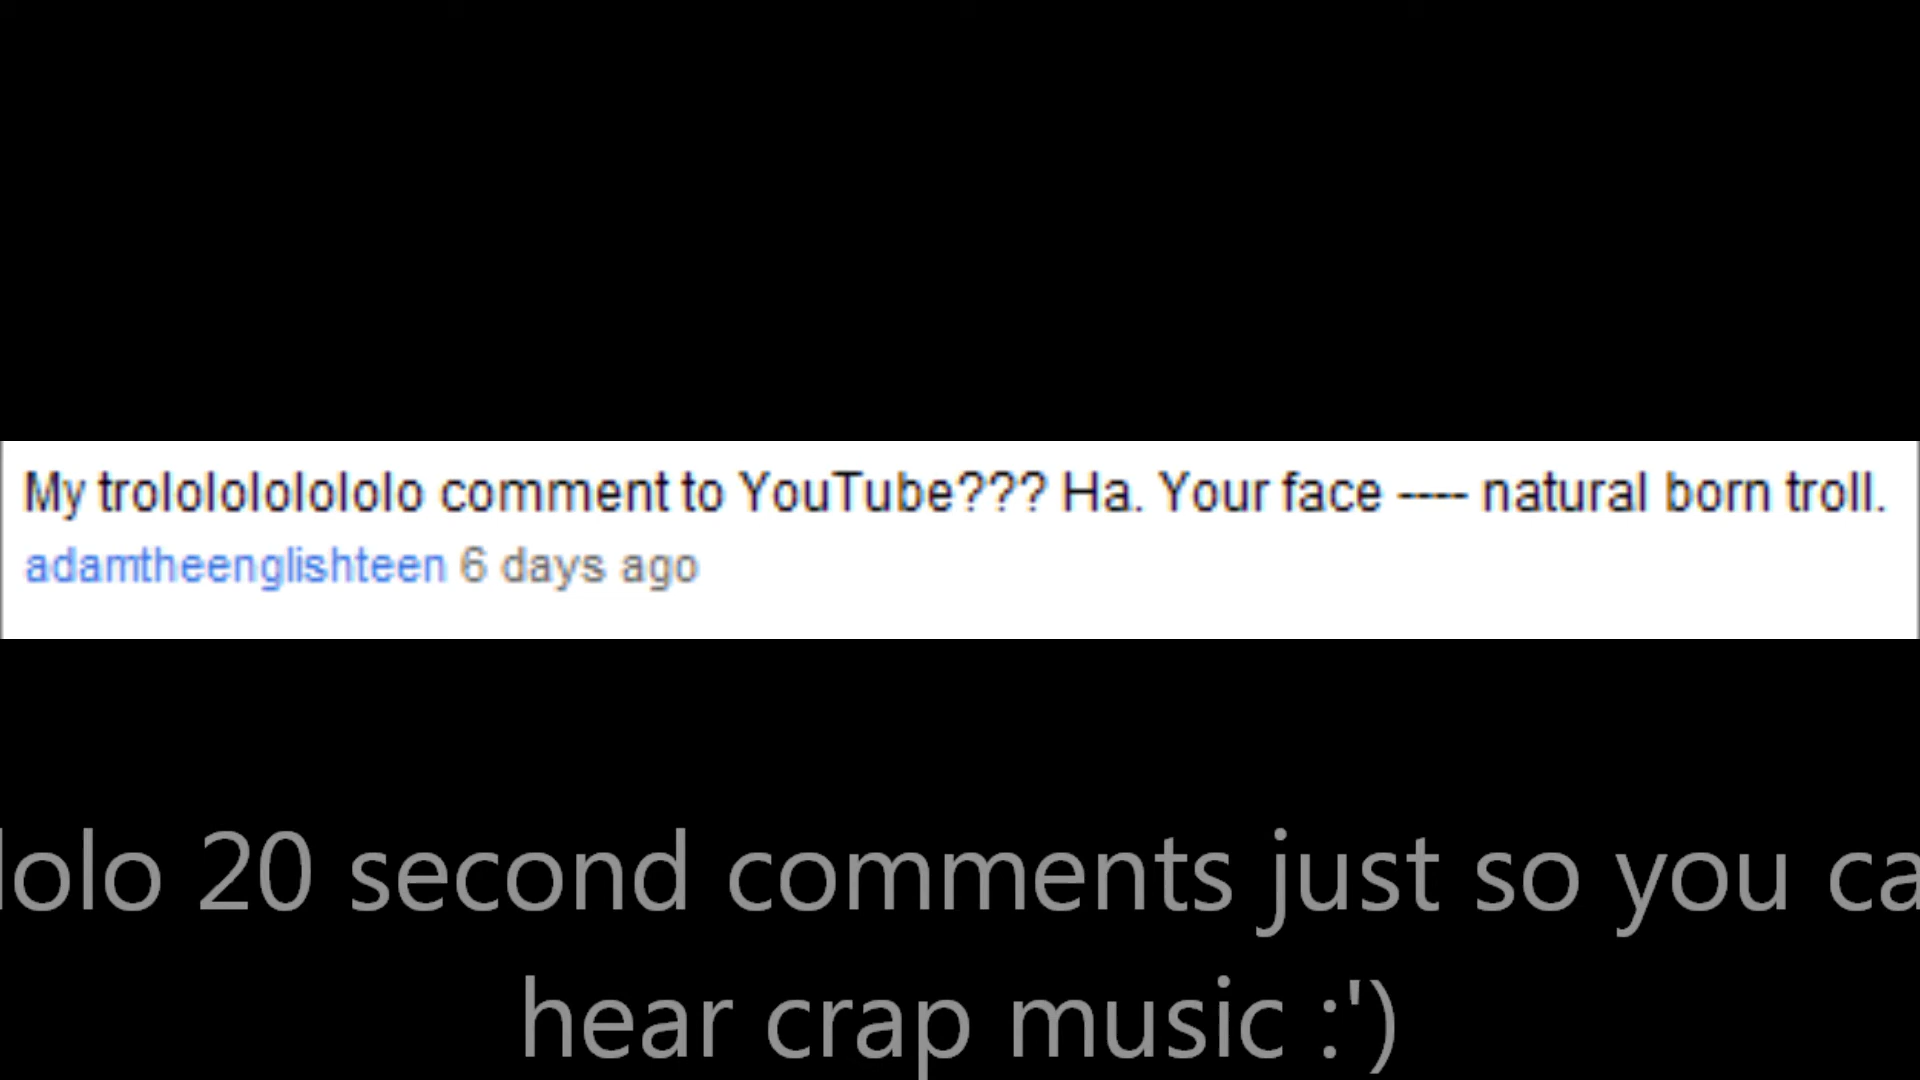 My trolololololololo comment to YouTube??? Ha. Your face ---- natural born troll.
adamtheenglishteen 6 days ago
lolo 20 second comments just so you ca
hear crap music :')